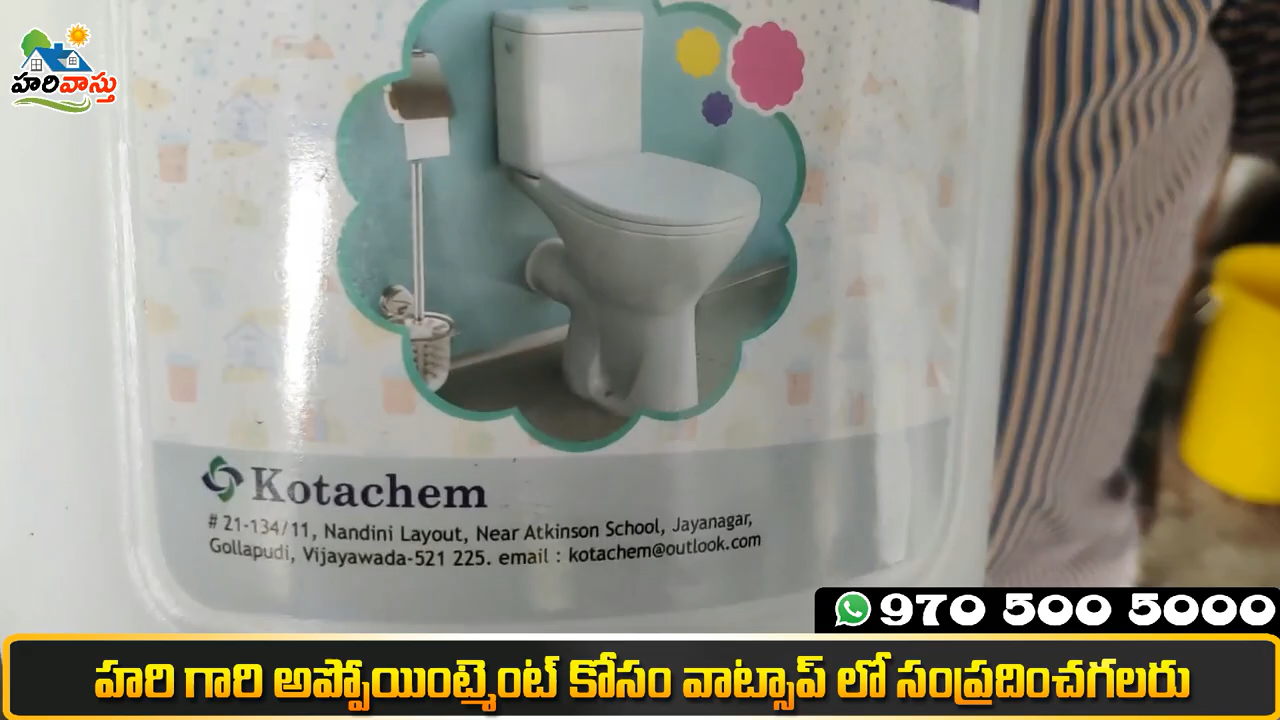 హరివాస్తు
Kotachem
# 21-134/11, Nandini Layout, Near Atkinson School, Jayanagar,
Gollapudi, Vijayawada-521 225. email : kotachem@outlook.com
970 500 5000
హరి గారి అప్పోయింట్మెంట్ కోసం వాట్సాప్ లో సంప్రదించగలరు